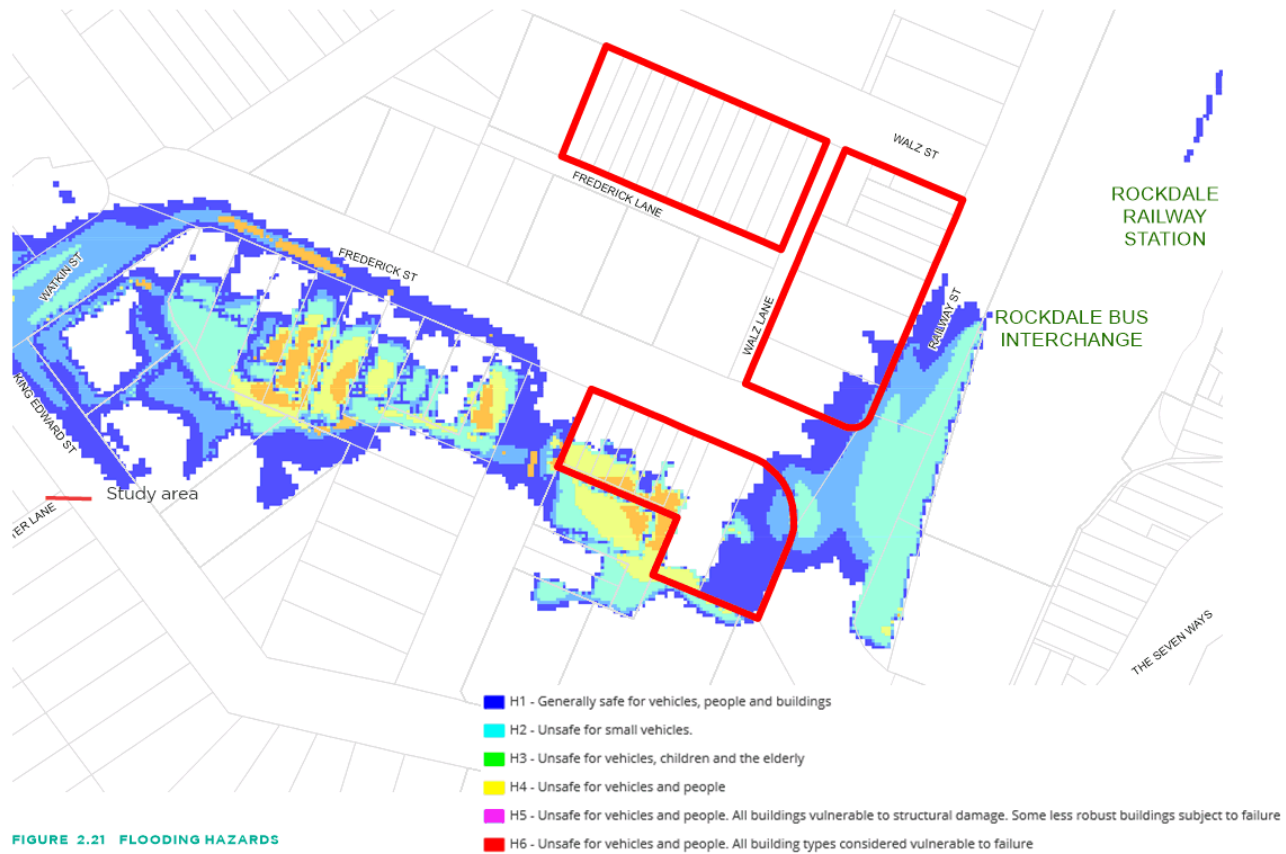 WALZ ST
ROCKDALE
RAILWAY
STATION
FREDERICK LANE
FREDERICK ST
WATKIN ST
RAILWAY ST
ROCKDALE BUS
INTERCHANGE
WALZ LANE
KING EDWARD ST
Study area
TER LANE
THE SEVEN WAYS
H1 - Generally safe for vehicles, people and buildings
H2 - Unsafe for small vehicles.
H3 - Unsafe for vehicles, children and the elderly
H4 - Unsafe for vehicles and people
H5 - Unsafe for vehicles and people. All buildings vulnerable to structural damage. Some less robust buildings subject to failure
H6 - Unsafe for vehicles and people. All building types considered vulnerable to failure
FIGURE 2.21 FLOODING HAZARDS